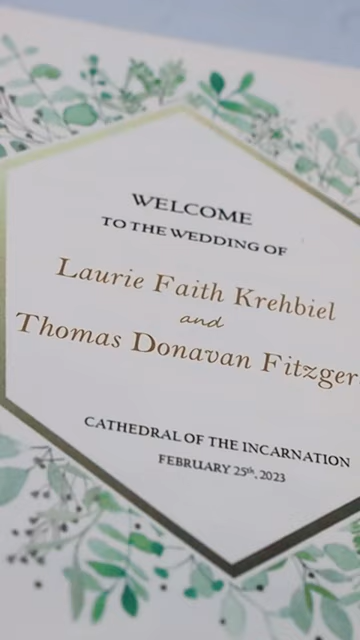 WELCOME
TO THE WEDDING OF
Laurie Faith Krehbiel
and
Thomas Donavan Fitzger
CATHEDRAL OF THE INCARNATION
FEBRUARY 25th, 2023